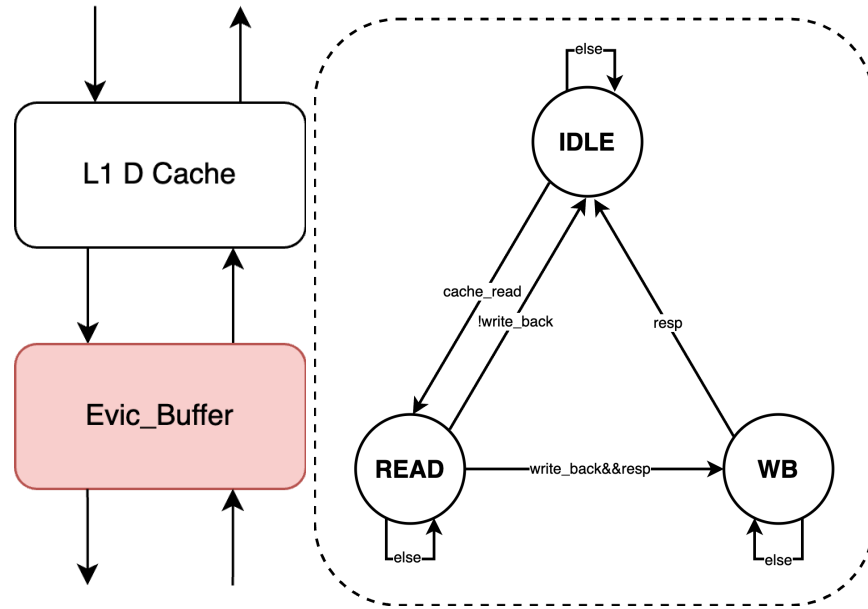 L1 D Cache
Evic_Buffer
else
IDLE
cache_read
!write_back
resp
READ
write_back&&resp
WB
else
else